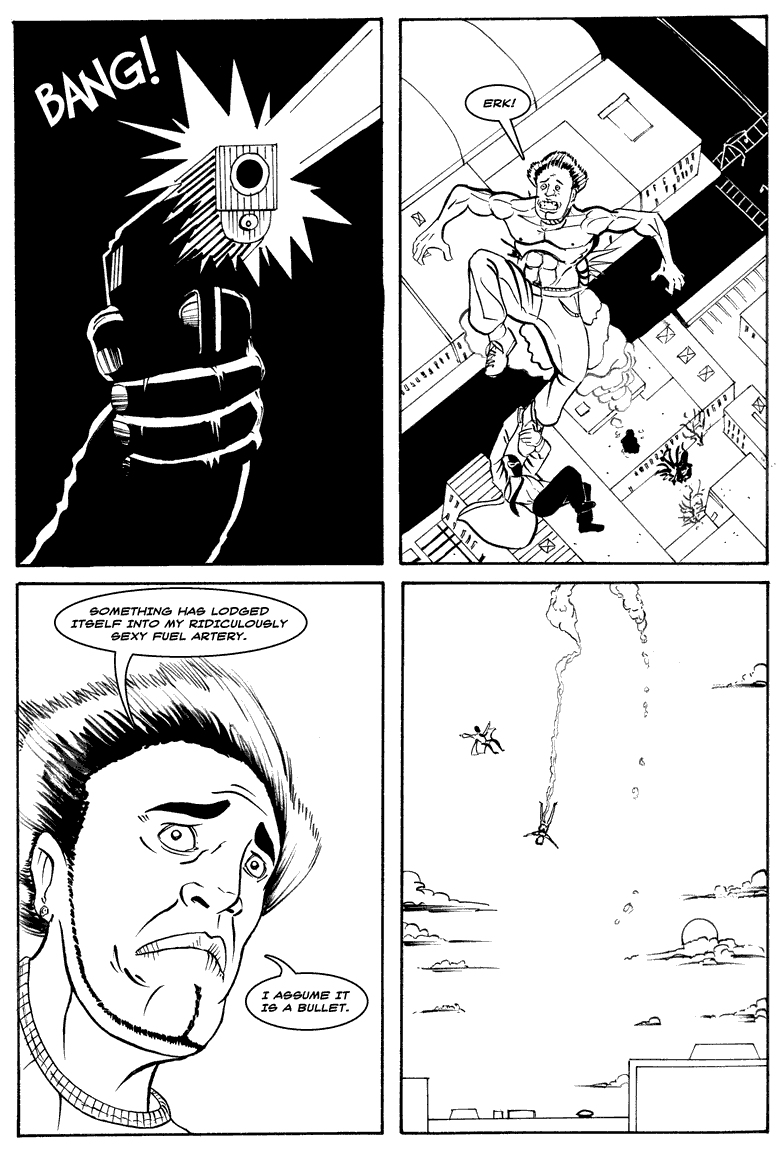 BANG!
ERK!
SOMETHING HAS LODGED
ITSELF INTO MY RIDICULOUSLY
SEXY FUEL ARTERY.
I ASSUME IT
IS A BULLET.